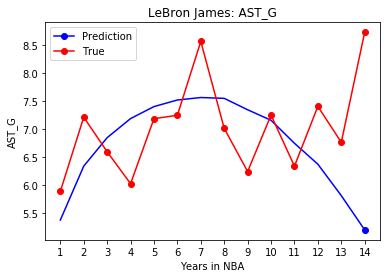 LeBron James: AST_G
Prediction
True
8.5
8.0
7.5
7.0
6.5
6.0
5.5
AST_G
1 2 3 4 5 6 7 8 9 10 11 12 13 14
Years in NBA